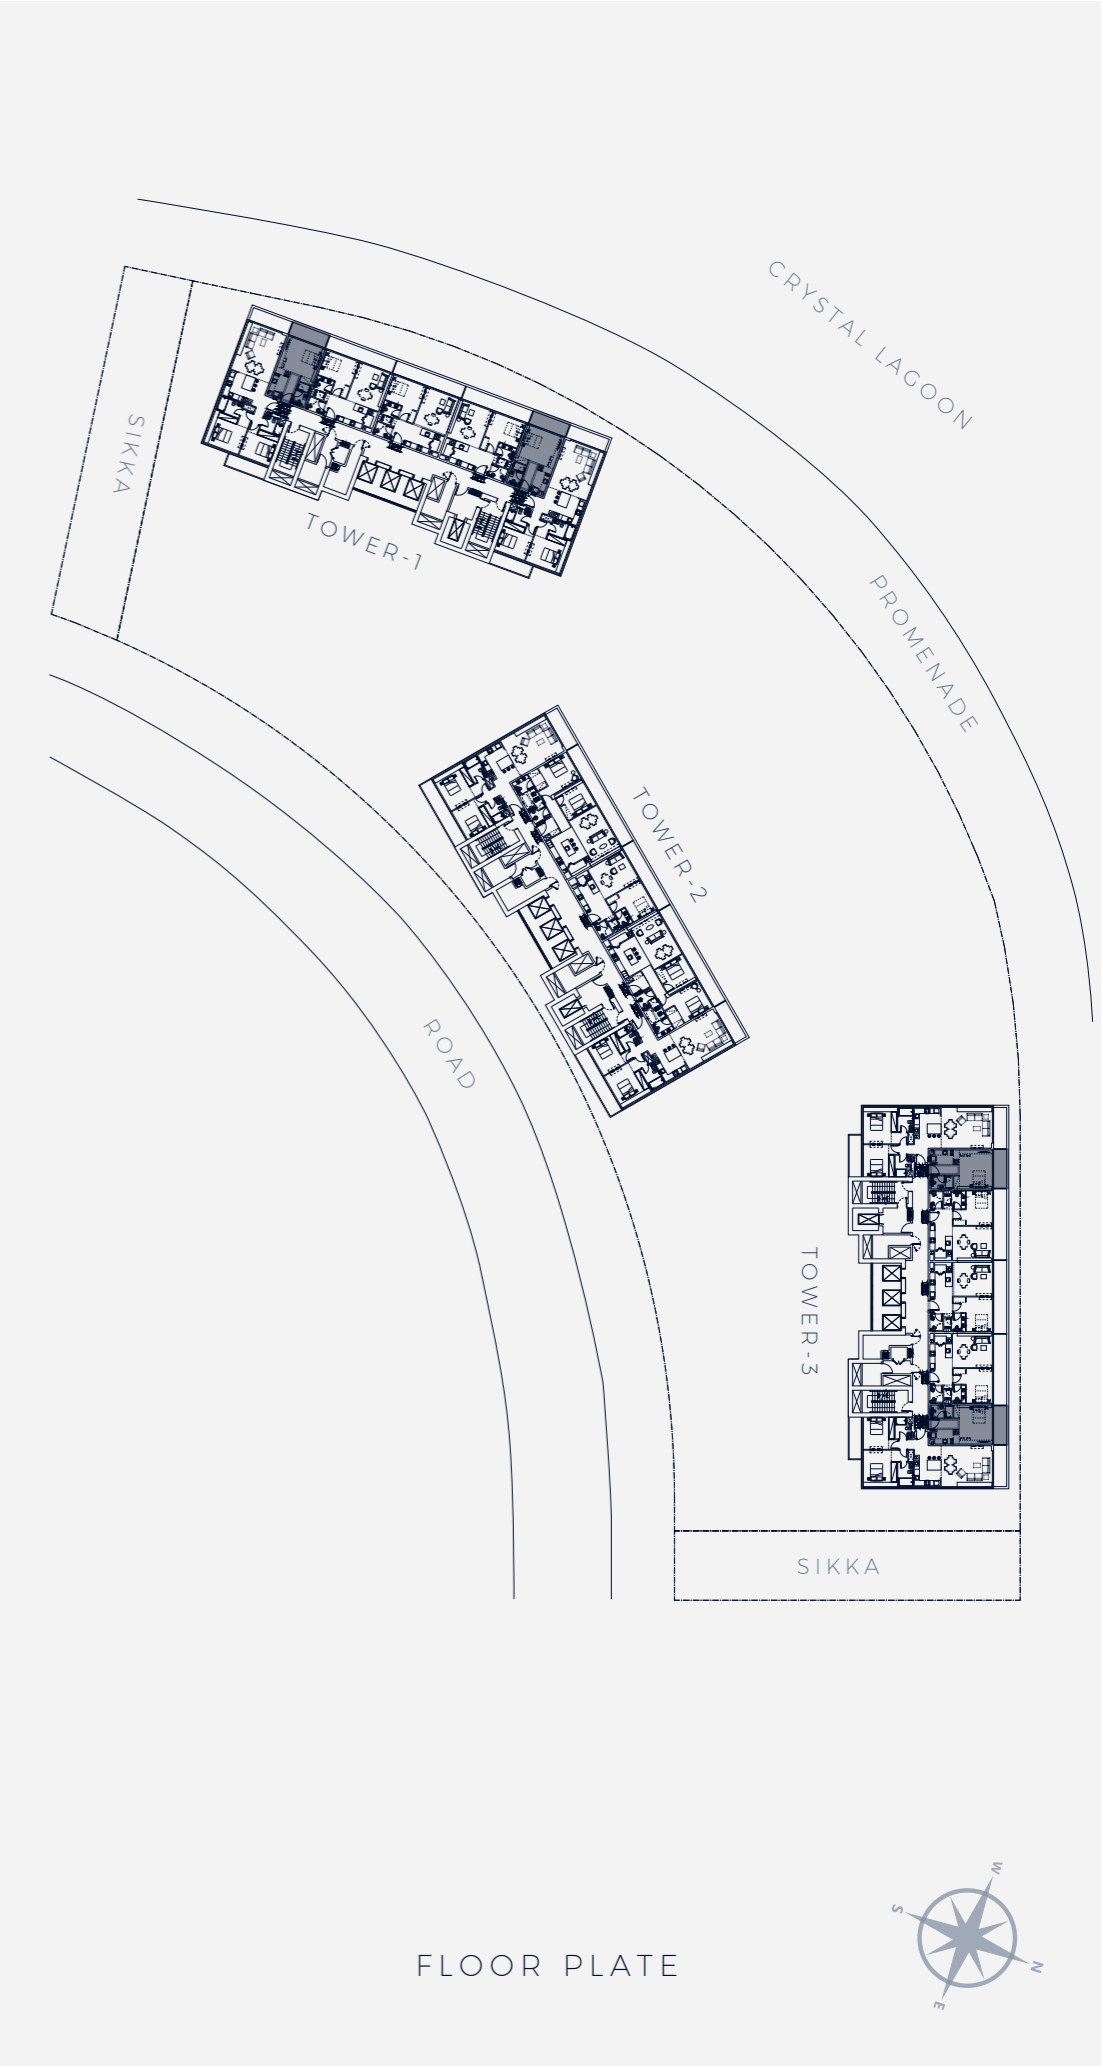 CRYSTAL LAGOON
SIKKA
TOWER-1
PROMENADE
TOWER-2
ROAD
TOWER-3
SIKKA
W
S
N
E
FLOOR PLATE